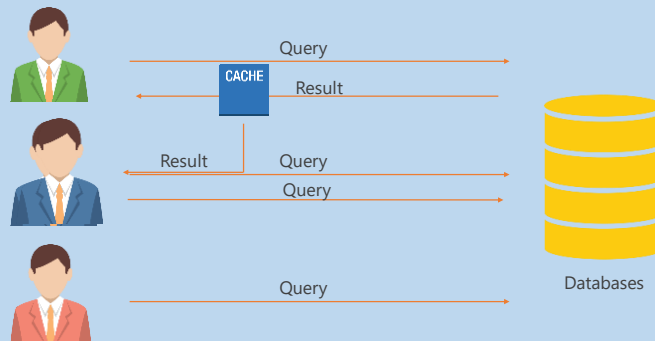 Query
CACHE
Result
Result
Query
Query
Databases
Query